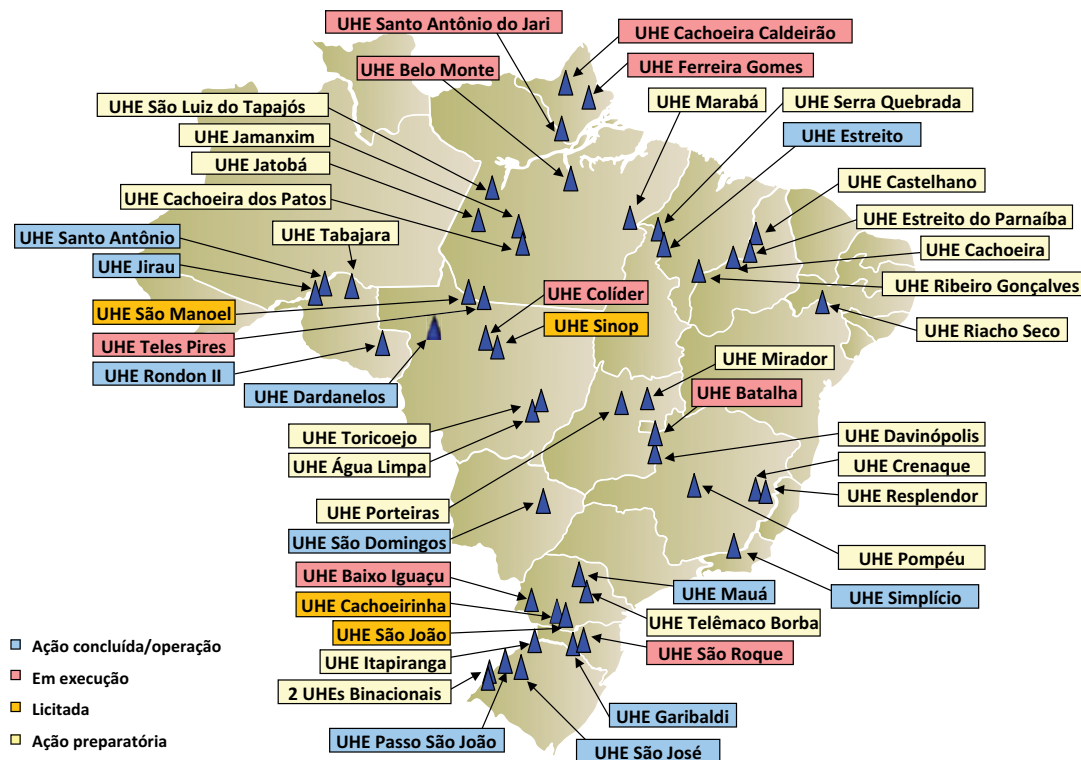 UHE Santo Antônio do Jari
UHE Cachoeira Caldeirão
UHE Belo Monte
UHE Ferreira Gomes
UHE São Luiz do Tapajós
UHE Marabá
UHE Serra Quebrada
UHE Jamanxim
UHE Estreito
UHE Jatobá
UHE Castelhano
UHE Cachoeira dos Patos
UHE Estreito do Parnaíba
UHE Tabajara
UHE Santo Antônio
UHE Cachoeira
UHE Jirau
UHE Ribeiro Gonçalves
UHE Colíder
UHE São Manoel
UHE Sinop
UHE Riacho Seco
UHE Teles Pires
UHE Mirador
UHE Rondon II
UHE Dardanelos
UHE Batalha
UHE Toricoejo
UHE Davinópolis
UHE Água Limpa
UHE Crenaque
UHE Resplendor
UHE Porteiras
UHE São Domingos
UHE Pompéu
UHE Baixo Iguaçu
UHE Mauá
UHE Simplício
UHE Cachoeirinha
UHE Telêmaco Borba
UHE São João
UHE São Roque
UHE Itapiranga
2 UHEs Binacionais
UHE Garibaldi
UHE Passo São João
UHE São José
Ação concluída/operação
Em execução
Licitada
Ação preparatória